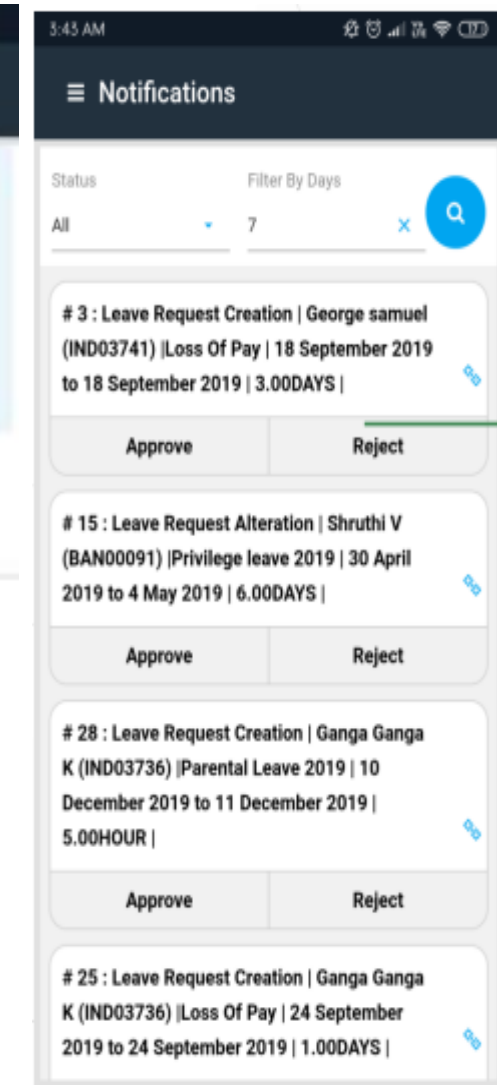 3:43 AM
Notifications
Status Filter By Days
All 7
# 3 : Leave Request Creation | George samuel
(IND03741) |Loss Of Pay | 18 September 2019
to 18 September 2019 | 3.00DAYS |
Approve Reject
# 15 : Leave Request Alteration | Shruthi V
(BAN00091) |Privilege leave 2019 | 30 April
2019 to 4 May 2019 | 6.00DAYS |
Approve Reject
# 28 : Leave Request Creation | Ganga Ganga
K (IND03736) |Parental Leave 2019 | 10
December 2019 to 11 December 2019 |
5.00HOUR |
Approve Reject
# 25 : Leave Request Creation | Ganga Ganga
K (IND03736) |Loss Of Pay | 24 September
2019 to 24 September 2019 | 1.00DAYS |